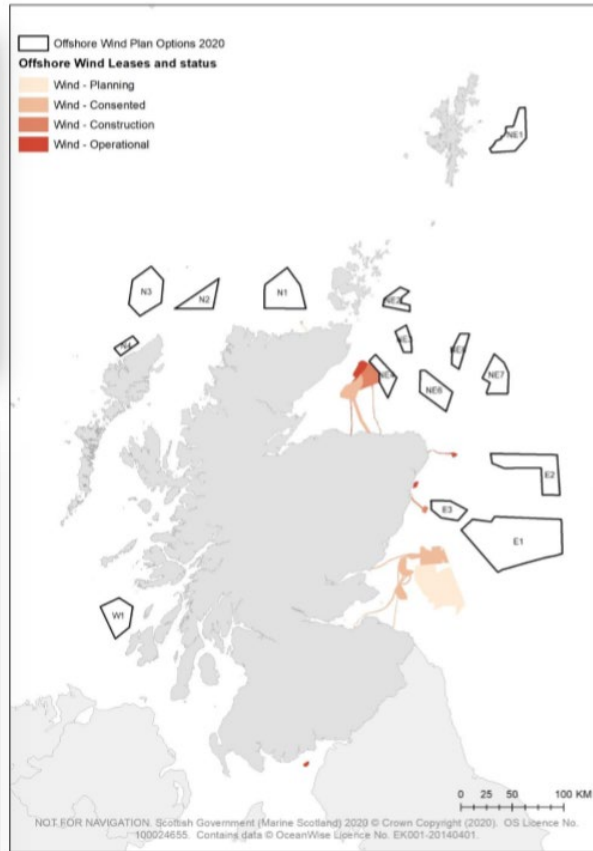 Offshore Wind Plan Options 2020
Offshore Wind Leases and status
Wind - Planning
Wind - Consented
Wind - Construction
Wind - Operational
NE1
N3
N2
N1
NE2
NE7
NE6
E2
E3
E1
W1
0 25 50 100 KM
NOT FOR NAVIGATION. Scottish Government (Marine Scotland) 2020 © Crown Copyright (2020). OS Licence No.
100024655. Contains data © OceanWise Licence No. EK001-20140401.